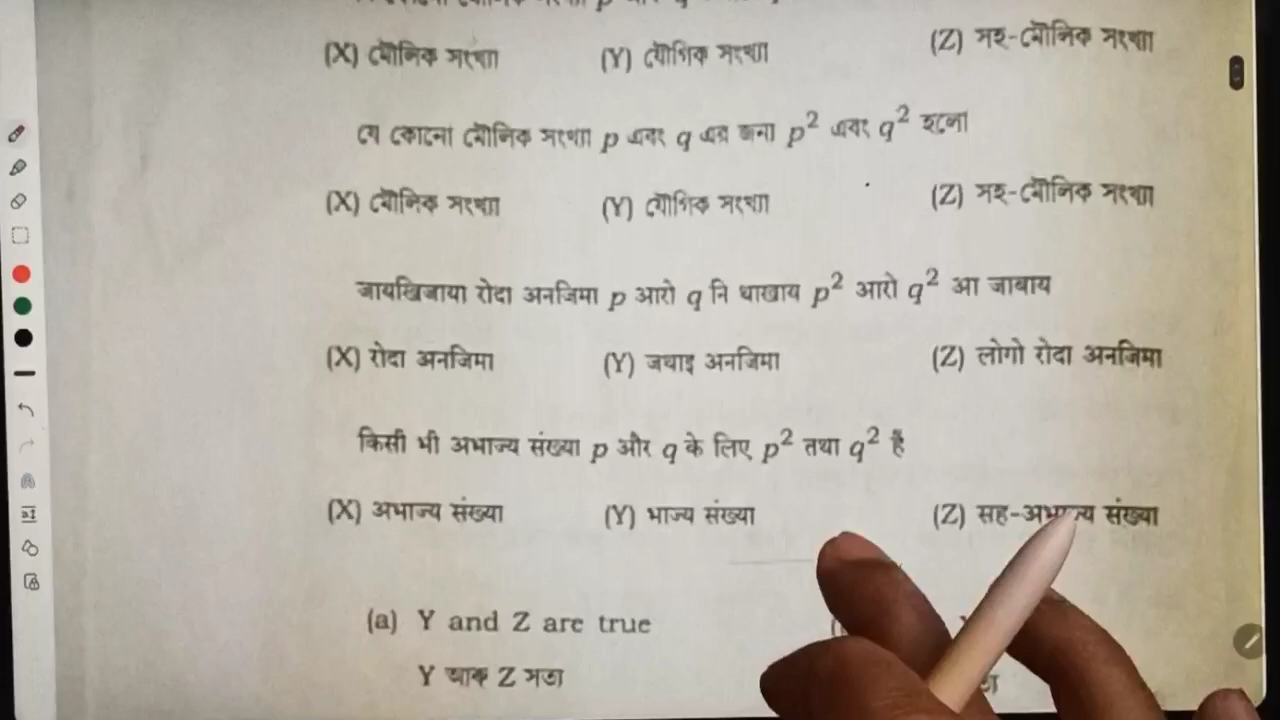 (X) মৌলিক সংখ্যা (Y) যৌগিক সংখ্যা (Z) সহ-মৌলিক সংখ্যা
যে কোনো মৌলিক সংখ্যা p এবং q এর জন্য p² এবং q² হলো
(X) মৌলিক সংখ্যা (Y) যৌগিক সংখ্যা (Z) সহ-মৌলিক সংখ্যা
जायखिजाया रोदा अनजिमा p आरो q नि थाखाय p² आरो q² आ जाबाय
(X) रोदा अनजिमा (Y) जथाइ अनजिमा (Z) लोगो रोदा अनजिमा
किसी भी अभाज्य संख्या p और q के लिए p² तथा q² है
(X) अभाज्य संख्या (Y) भाज्य संख्या (Z) सह-अभाज्य संख्या
(a) Y and Z are true
Y আৰু Z সত্য